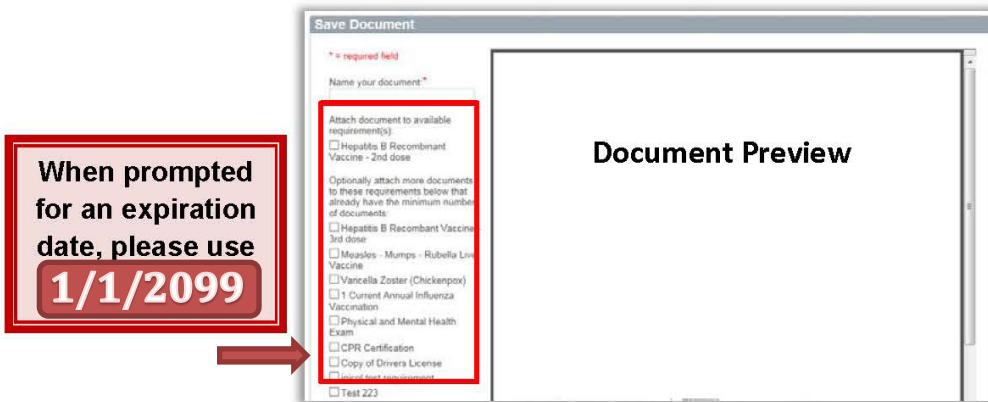 When prompted
for an expiration
date, please use
1/1/2099
Save Document
* = required field
Name your document:*
Attach document to available
requirement(s):
Hepatitis B Recombinant
Vaccine - 2nd dose
Optionally attach more documents
to these requirements below that
already have the minimum number
of documents:
Hepatitis B Recombant Vaccine -
3rd dose
Measles - Mumps - Rubella Live
Vaccine
Varicella Zoster (Chickenpox)
1 Current Annual Influenza
Vaccination
Physical and Mental Health
Exam
CPR Certification
Copy of Drivers License
test requirement
Test 223
Document Preview